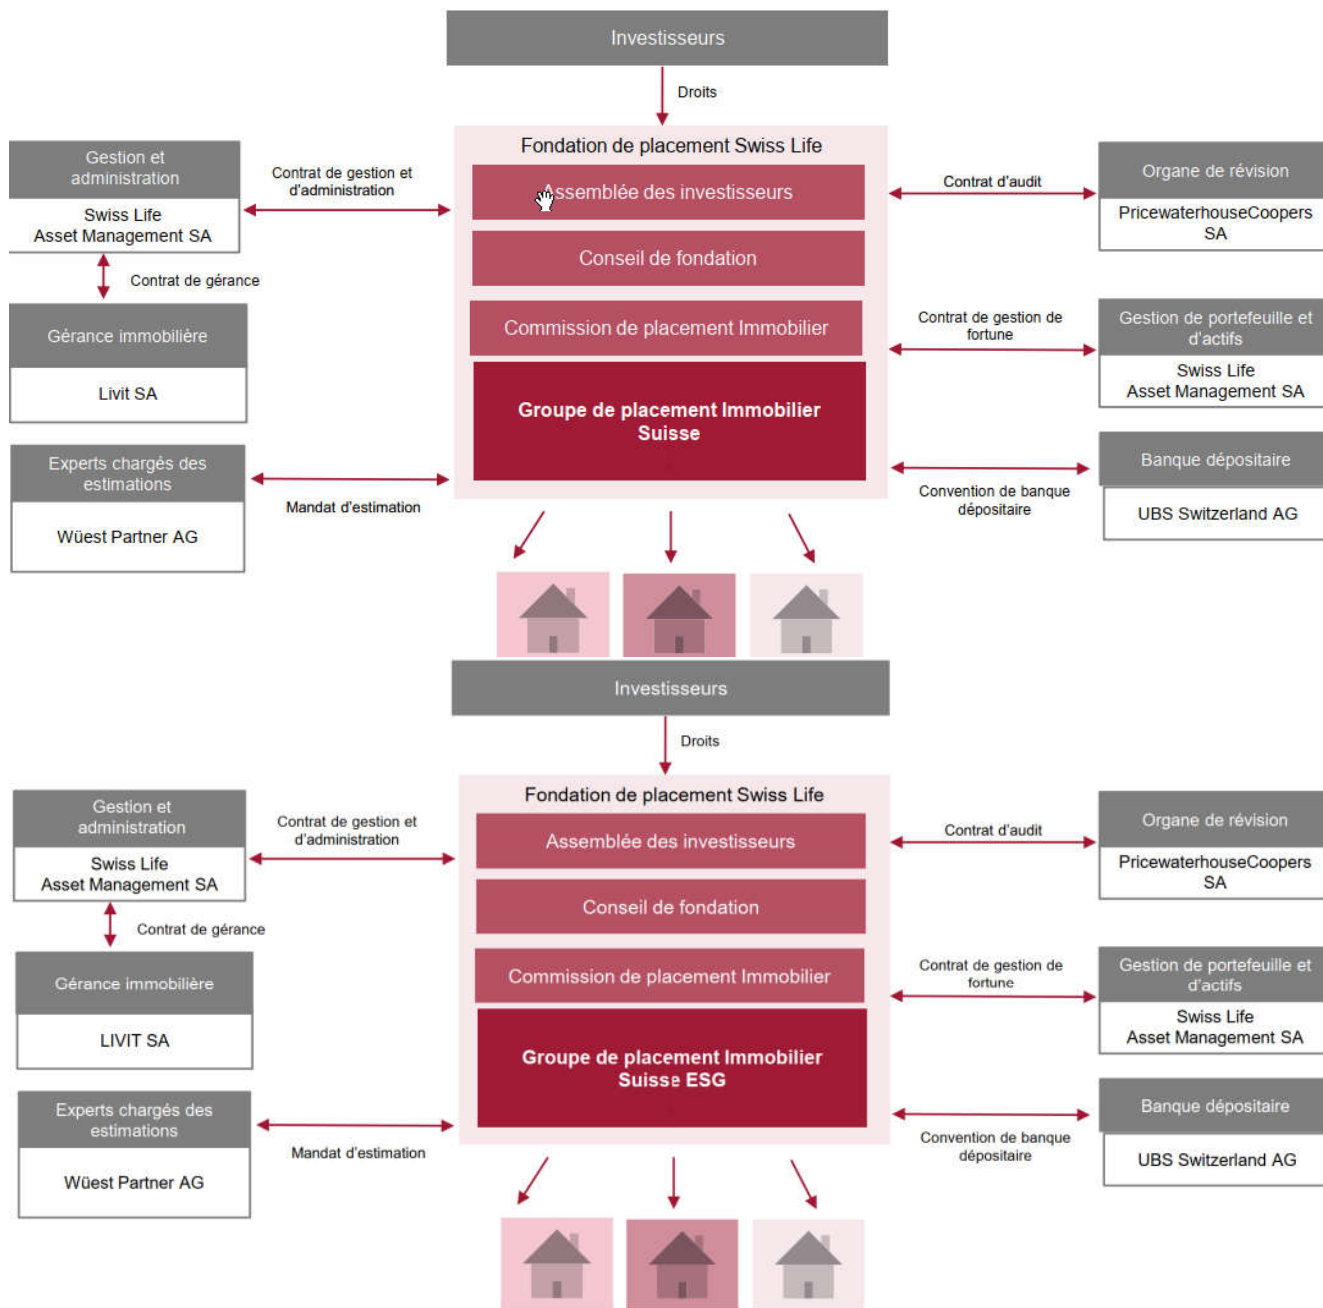 Investisseurs
Droits
Fondation de placement Swiss Life
Assemblée des investisseurs
Conseil de fondation
Commission de placement Immobilier
Groupe de placement Immobilier
Suisse
Gestion et
administration
Swiss Life
Asset Management SA
Contrat de gestion et
d'administration
Contrat de gérance
Gérance immobilière
Livit SA
Experts chargés des
estimations
Wüest Partner AG
Mandat d'estimation
Contrat d'audit
Organe de révision
PricewaterhouseCoopers
SA
Contrat de gestion de
fortune
Gestion de portefeuille et
d'actifs
Swiss Life
Asset Management SA
Convention de banque
dépositaire
Banque dépositaire
UBS Switzerland AG
Investisseurs
Droits
Fondation de placement Swiss Life
Assemblée des investisseurs
Conseil de fondation
Commission de placement Immobilier
Groupe de placement Immobilier
Suisse ESG
Gestion et
administration
Swiss Life
Asset Management SA
Contrat de gestion et
d'administration
Contrat de gérance
Gérance immobilière
LIVIT SA
Experts chargés des
estimations
Wüest Partner AG
Mandat d'estimation
Contrat d'audit
Organe de révision
PricewaterhouseCoopers
SA
Contrat de gestion de
fortune
Gestion de portefeuille et
d'actifs
Swiss Life
Asset Management SA
Convention de banque
dépositaire
Banque dépositaire
UBS Switzerland AG